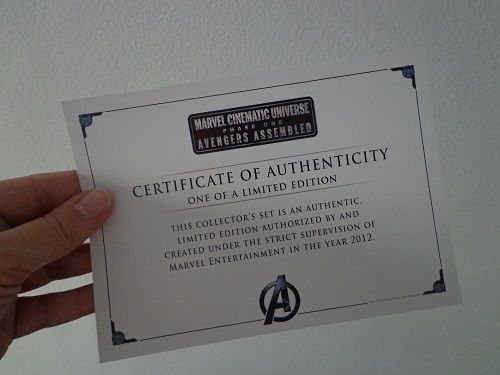 MARVEL CINEMATIC UNIVERSE
PHASE ONE
AVENGERS ASSEMBLED
CERTIFICATE OF AUTHENTICITY
ONE OF A LIMITED EDITION
THIS COLLECTOR'S SET IS AN AUTHENTIC,
LIMITED EDITION AUTHORIZED BY AND
CREATED UNDER THE STRICT SUPERVISION OF
MARVEL ENTERTAINMENT IN THE YEAR 2012.